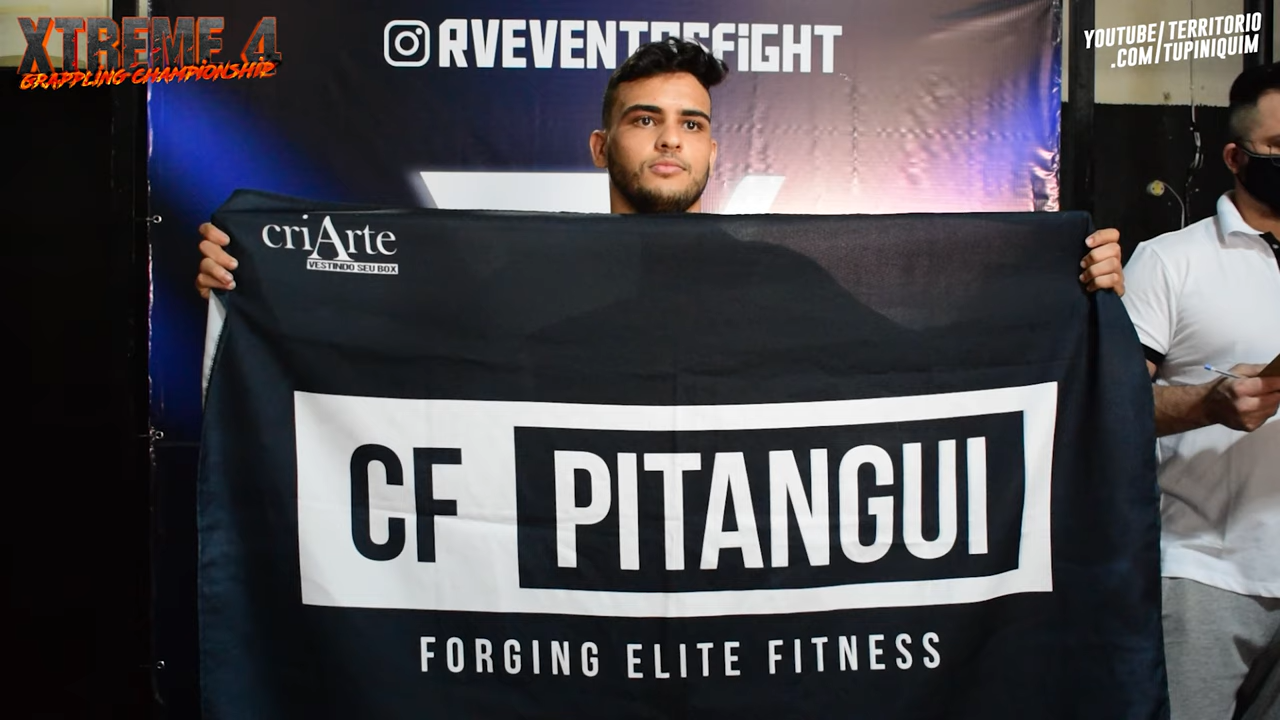 XTREME 4
GRAPPLING CHAMPIONSHIP
RVEVENTOSFIGHT
YOUTUBE/TERRITORIO
.COM/TUPINIQUIM
criArte
VESTINDO SEU BOX
CF PITANGUI
FORGING ELITE FITNESS